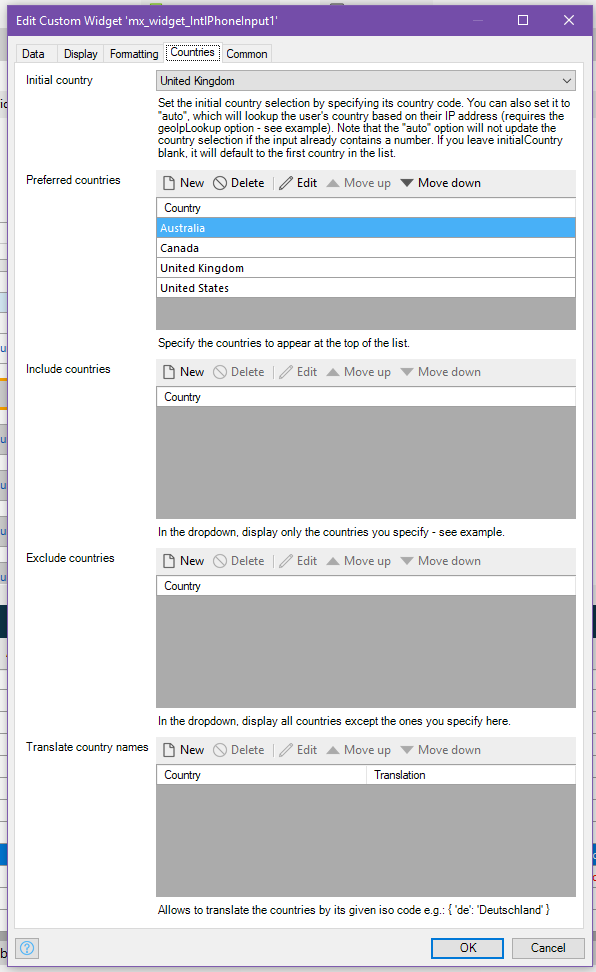 Edit Custom Widget 'mx_widget_IntlPhoneInput1'
Data Display Formatting Countries Common
Initial country United Kingdom
Set the initial country selection by specifying its country code. You can also set it to
"auto", which will lookup the user's country based on their IP address (requires the
geoIpLookup option - see example). Note that the "auto" option will not update the
country selection if the input already contains a number. If you leave initialCountry
blank, it will default to the first country in the list.
Preferred countries New Delete Edit Move up Move down
Country
Australia
Canada
United Kingdom
United States
Specify the countries to appear at the top of the list.
Include countries New Delete Edit Move up Move down
Country
In the dropdown, display only the countries you specify - see example.
Exclude countries New Delete Edit Move up Move down
Country
In the dropdown, display all countries except the ones you specify here.
Translate country names New Delete Edit Move up Move down
Country Translation
Allows to translate the countries by its given iso code e.g.: { 'de': 'Deutschland' }
? OK Cancel